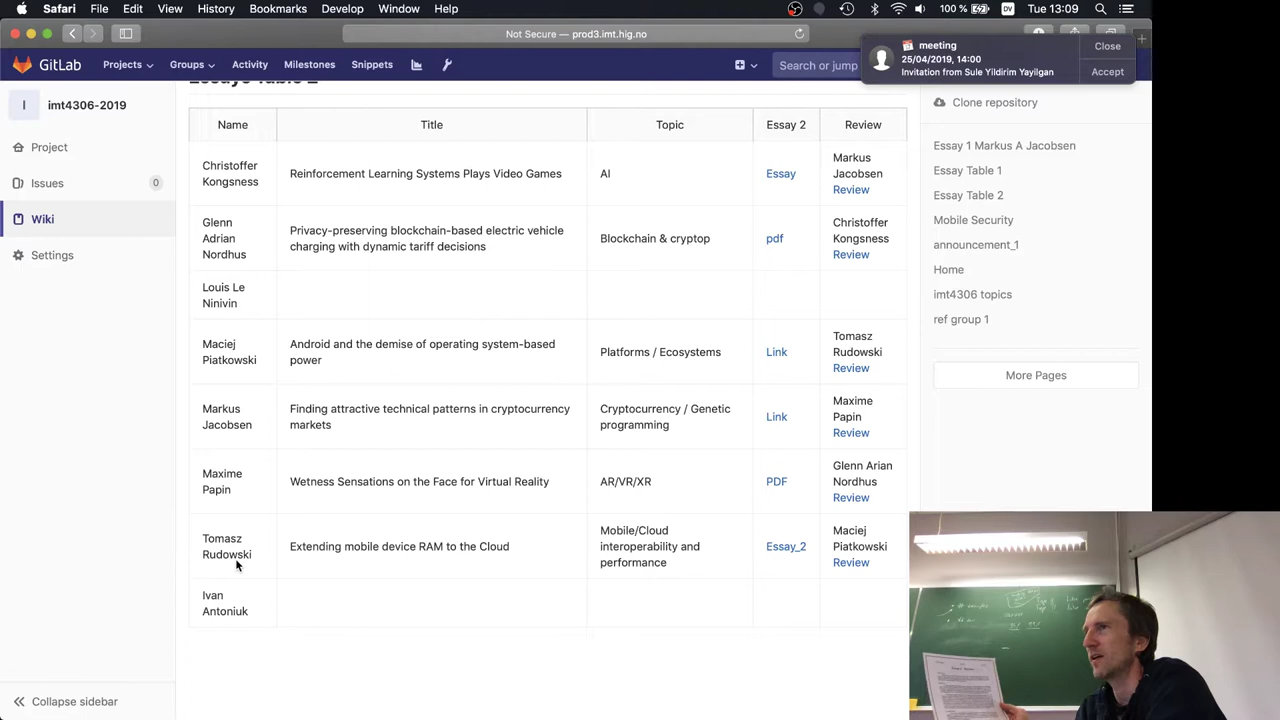 Safari File Edit View History Bookmarks Develop Window Help 100 % DV Tue 13:09
Not Secure — prod3.imt.hig.no
GitLab Projects Groups Activity Milestones Snippets Search or jump
meeting
25/04/2019, 14:00
Invitation from Sule Yildirim Yayilgan
Close
Accept
I imt4306-2019
Project
Issues 0
Wiki
Settings
Collapse sidebar
Essays Table 2
Name Title Topic Essay 2 Review
Christoffer
Kongsness
Reinforcement Learning Systems Plays Video Games
AI
Essay
Markus
Jacobsen
Review
Glenn
Adrian
Nordhus
Privacy-preserving blockchain-based electric vehicle
charging with dynamic tariff decisions
Blockchain & cryptop
pdf
Christoffer
Kongsness
Review
Louis Le
Ninivin
Maciej
Piatkowski
Android and the demise of operating system-based
power
Platforms / Ecosystems
Link
Tomasz
Rudowski
Review
Markus
Jacobsen
Finding attractive technical patterns in cryptocurrency
markets
Cryptocurrency / Genetic
programming
Link
Maxime
Papin
Review
Maxime
Papin
Wetness Sensations on the Face for Virtual Reality
AR/VR/XR
PDF
Glenn Arian
Nordhus
Review
Tomasz
Rudowski
Extending mobile device RAM to the Cloud
Mobile/Cloud
interoperability and
performance
Essay_2
Maciej
Piatkowski
Review
Ivan
Antoniuk
Clone repository
Essay 1 Markus A Jacobsen
Essay Table 1
Essay Table 2
Mobile Security
announcement_1
Home
imt4306 topics
ref group 1
More Pages